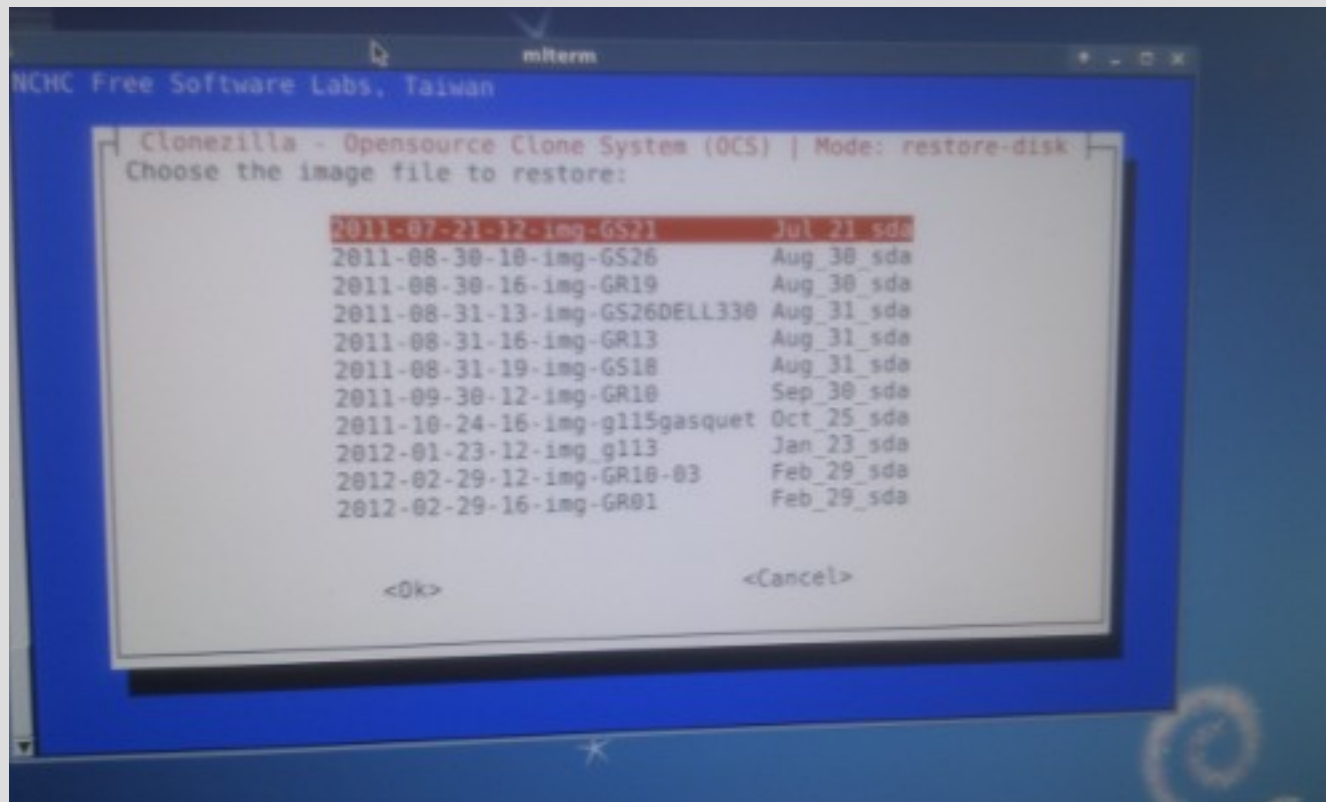 mlterm
NCHC Free Software Labs, Taiwan
Clonezilla - Opensource Clone System (OCS) | Mode: restore-disk
Choose the image file to restore:
2011-07-21-12-img-GS21 Jul_21_sda
2011-08-30-10-img-GS26 Aug_30_sda
2011-08-30-16-img-GR19 Aug_30_sda
2011-08-31-13-img-GS26DELL330 Aug_31_sda
2011-08-31-16-img-GR13 Aug_31_sda
2011-08-31-19-img-GS18 Aug_31_sda
2011-09-30-12-img-GR10 Sep_30_sda
2011-10-24-16-img-g115gasquet Oct_25_sda
2012-01-23-12-img_g113 Jan_23_sda
2012-02-29-12-img-GR10-03 Feb_29_sda
2012-02-29-16-img-GR01 Feb_29_sda
<Ok> <Cancel>